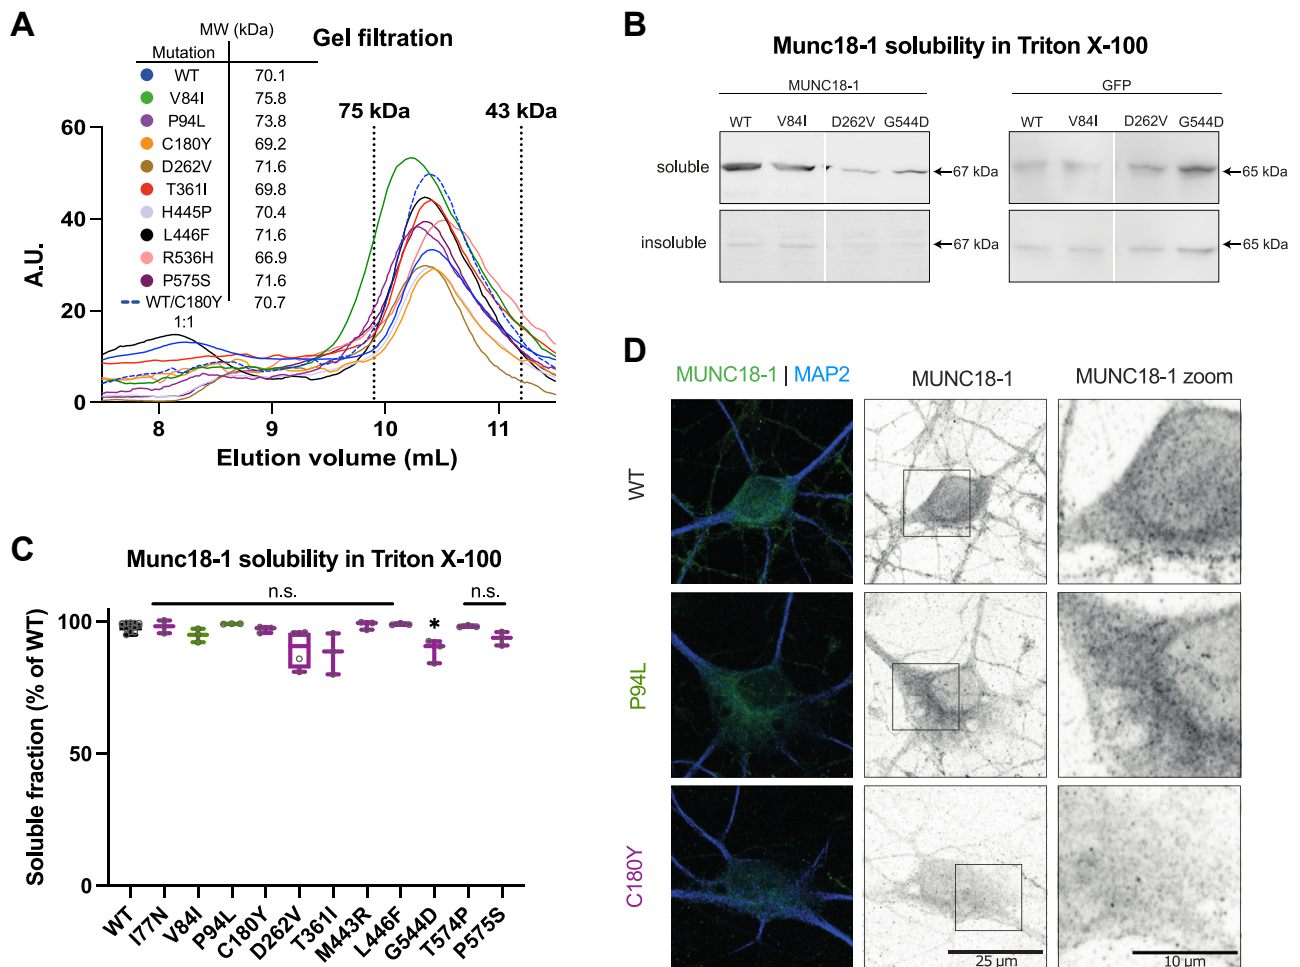 A
Gel filtration
MW (kDa)
Mutation
WT 70.1
V84I 75.8
P94L 73.8
C180Y 69.2
D262V 71.6
T361I 69.8
H445P 70.4
L446F 71.6
R536H 66.9
P575S 71.6
WT/C180Y 70.7
1:1
75 kDa
43 kDa
60
40
20
0
A.U.
8 9 10 11
Elution volume (mL)
B
Munc18-1 solubility in Triton X-100
MUNC18-1
GFP
WT V84I D262V G544D
WT V84I D262V G544D
soluble
67 kDa
65 kDa
insoluble
67 kDa
65 kDa
C
Munc18-1 solubility in Triton X-100
n.s.
n.s.
*
100
50
0
Soluble fraction (% of WT)
WT I77N V84I P94L C180Y D262V T361I M443R L446F G544D T574P P575S
D
MUNC18-1 | MAP2
MUNC18-1
MUNC18-1 zoom
WT
P94L
C180Y
25 µm
10 µm